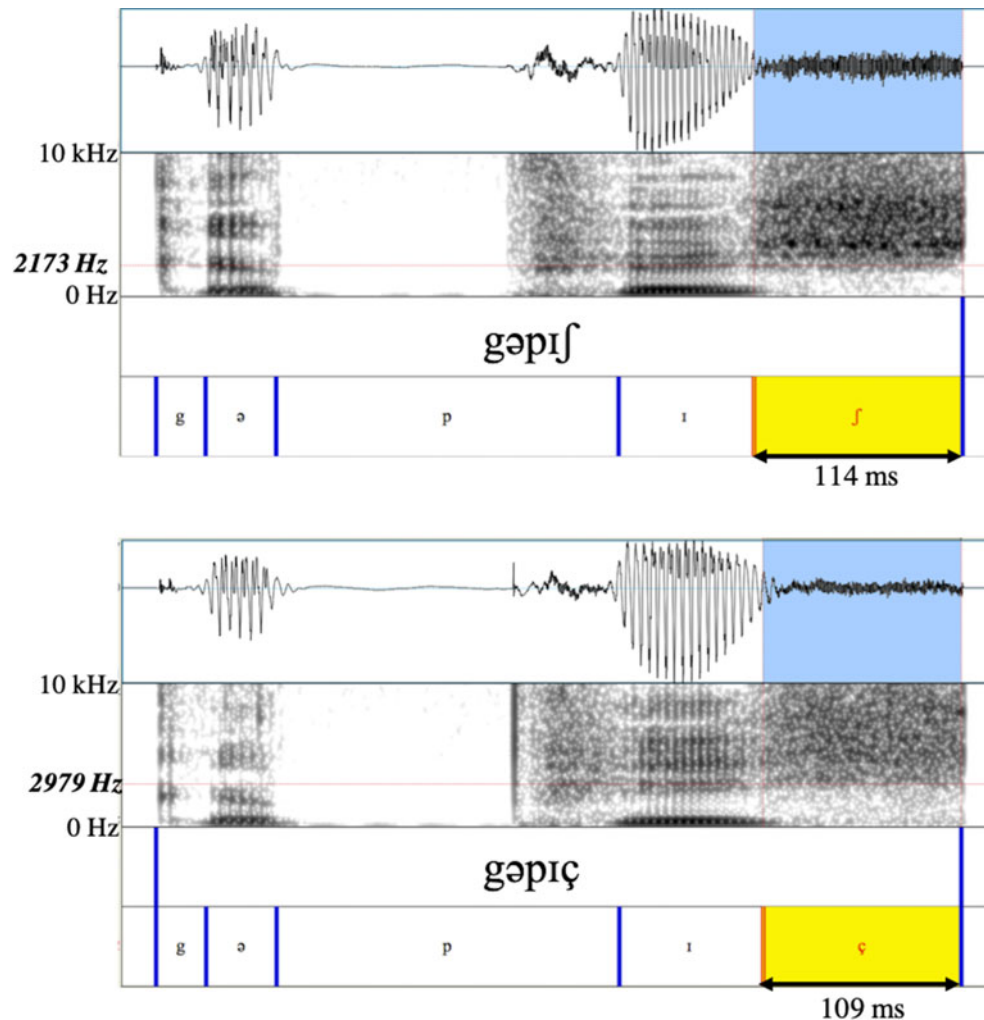 10 kHz
2173 Hz
0 Hz
gəpɪʃ
g ə p ɪ ʃ
114 ms
10 kHz
2979 Hz
0 Hz
gəpɪç
g ə p ɪ ç
109 ms